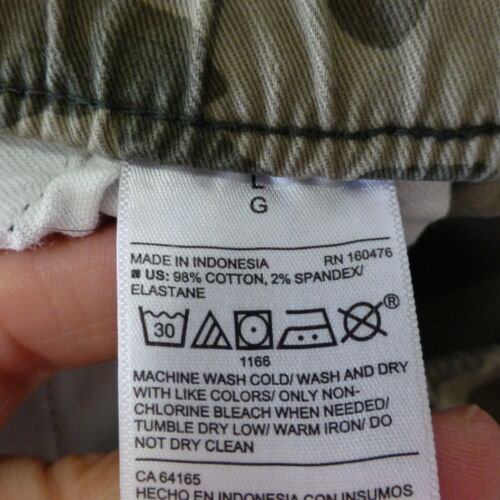 L
G
MADE IN INDONESIA RN 160476
US: 98% COTTON, 2% SPANDEX/
ELASTANE
30 ®
1166
MACHINE WASH COLD/ WASH AND DRY
WITH LIKE COLORS/ ONLY NON-
CHLORINE BLEACH WHEN NEEDED/
TUMBLE DRY LOW/ WARM IRON/ DO
NOT DRY CLEAN
CA 64165
HECHO EN INDONESIA CON INSUMOS